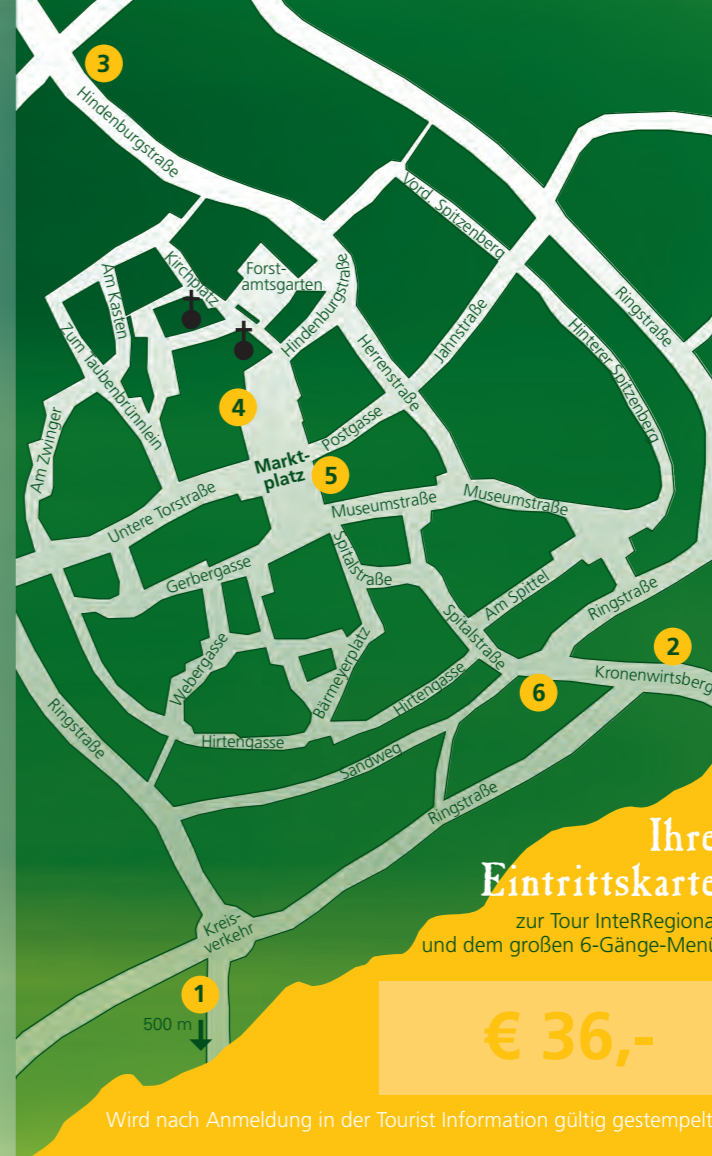 3
Hindenburgstraße
Vord. Spitzenberg
Kirchplatz
Forst-
amtsgarten
Am Kasten
Hindenburgstraße
Ringstraße
Jahnstraße
Hinterer Spitzenberg
Zum Taubenbrünnlein
Herrenstraße
4
Am Zwinger
Postgasse
Markt-
platz
5
Untere Torstraße
Museumstraße
Museumstraße
Spitalstraße
Gerbergasse
Am Spittel
Ringstraße
Spitalstraße
2
Webergasse
Bärmeyerplatz
Hirtengasse
Kronenwirtsberg
6
Ringstraße
Hirtengasse
Sandweg
Ringstraße
Ihre
Eintrittskarte
Kreis-
verkehr
zur Tour InteRRegiona
und dem großen 6-Gänge-Menü
1
500 m
€ 36,-
Wird nach Anmeldung in der Tourist Information gültig gestempelt